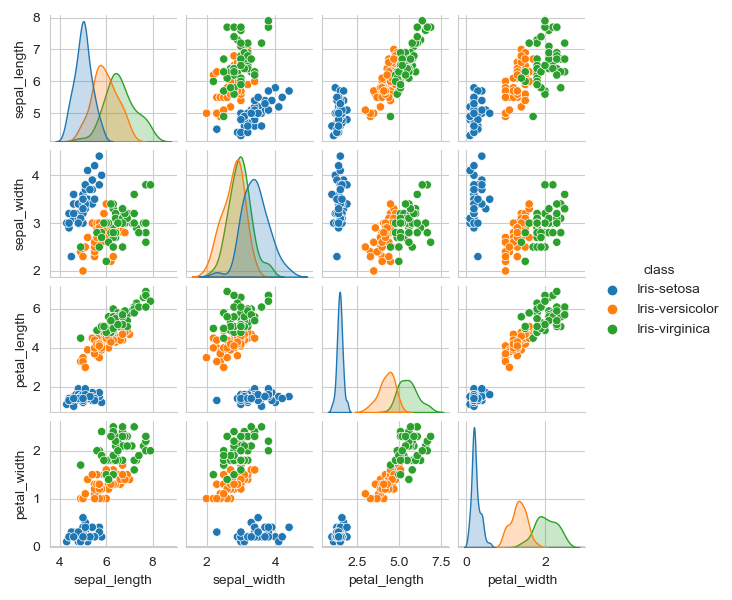 8
7
6
5
sepal_length
4
3
2
sepal_width
6
4
2
petal_length
2
1
0
petal_width
4
6
8
sepal_length
2
4
sepal_width
2.5
5.0
7.5
petal_length
0
2
petal_width
class
Iris-setosa
Iris-versicolor
Iris-virginica